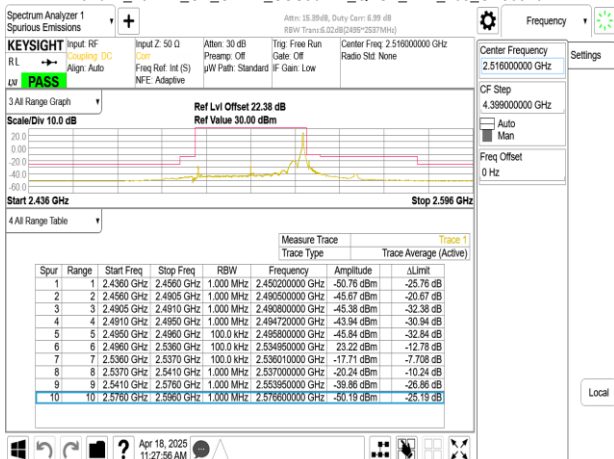 Spectrum Analyzer 1
Spurious Emissions
Attn: 15.39dB, Duty Corr: 6.99 dB
RBW Trans:6.02dB(2495~2537MHz)
Frequency
KEYSIGHT
RL
PASS
Input: RF
Coupling: DC
Align: Auto
Input Z: 50 Ω
Corr
Freq Ref: Int (S)
NFE: Adaptive
Atten: 30 dB
Preamp: Off
µW Path: Standard
Trig: Free Run
Gate: Off
IF Gain: Low
Center Freq: 2.516000000 GHz
Radio Std: None
Center Frequency
2.516000000 GHz
Settings
CF Step
4.399000000 GHz
Auto
Man
Freq Offset
0 Hz
Local
3 All Range Graph
Scale/Div 10.0 dB
Ref Lvl Offset 22.38 dB
Ref Value 30.00 dBm
20.0
0.00
-20.0
-40.0
-60.0
Start 2.436 GHz
Stop 2.596 GHz
4 All Range Table
Measure Trace Trace 1
Trace Type Trace Average (Active)
Spur Range Start Freq Stop Freq RBW Frequency Amplitude ΔLimit
1 1 2.4360 GHz 2.4560 GHz 1.000 MHz 2.450200000 GHz -50.76 dBm -25.76 dB
2 2 2.4560 GHz 2.4905 GHz 1.000 MHz 2.490500000 GHz -45.67 dBm -20.67 dB
3 3 2.4905 GHz 2.4910 GHz 1.000 MHz 2.490800000 GHz -45.38 dBm -32.38 dB
4 4 2.4910 GHz 2.4950 GHz 1.000 MHz 2.494720000 GHz -43.94 dBm -30.94 dB
5 5 2.4950 GHz 2.4960 GHz 100.0 kHz 2.495800000 GHz -45.84 dBm -32.84 dB
6 6 2.4960 GHz 2.5360 GHz 100.0 kHz 2.534950000 GHz 23.22 dBm -12.78 dB
7 7 2.5360 GHz 2.5370 GHz 100.0 kHz 2.536010000 GHz -17.71 dBm -7.708 dB
8 8 2.5370 GHz 2.5410 GHz 1.000 MHz 2.537000000 GHz -20.24 dBm -10.24 dB
9 9 2.5410 GHz 2.5760 GHz 1.000 MHz 2.553950000 GHz -39.86 dBm -26.86 dB
10 10 2.5760 GHz 2.5960 GHz 1.000 MHz 2.576600000 GHz -50.19 dBm -25.19 dB
Apr 18, 2025
11:27:56 AM